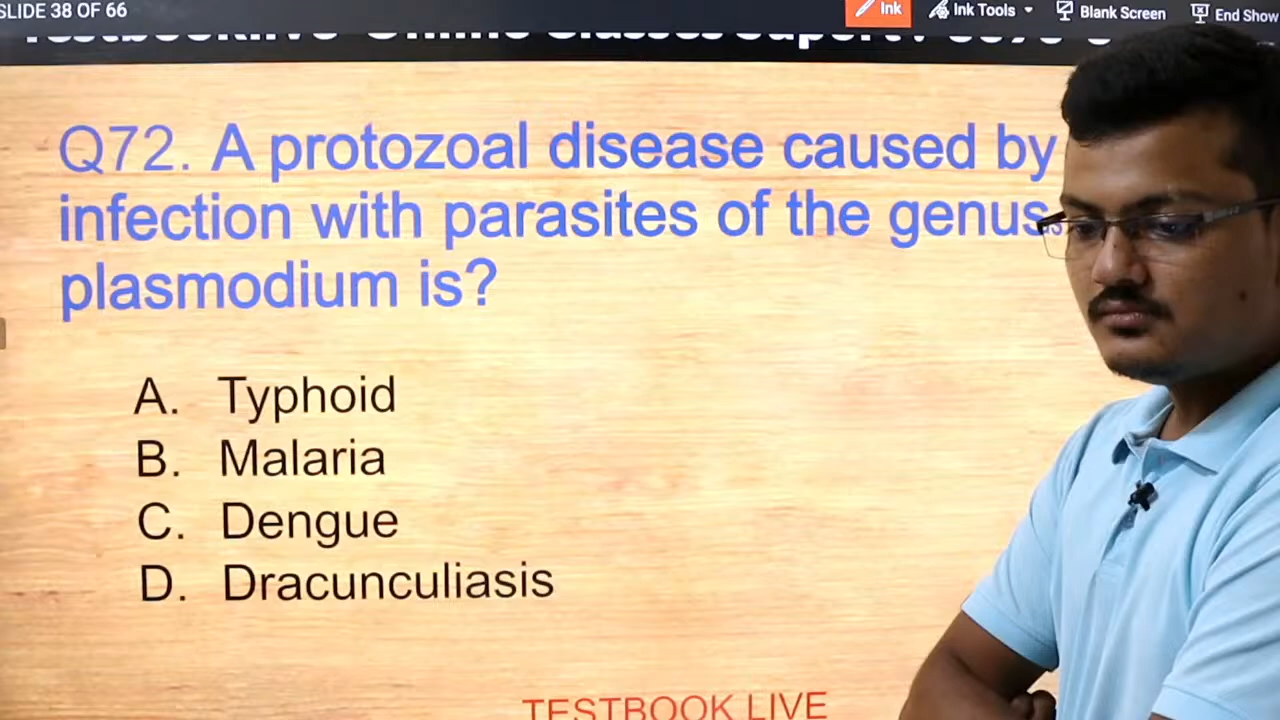 SLIDE 38 OF 66
Ink
Ink Tools
Blank Screen
End Show
Q72. A protozoal disease caused by
infection with parasites of the genus
plasmodium is?
A. Typhoid
B. Malaria
C. Dengue
D. Dracunculiasis
TESTBOOK LIVE